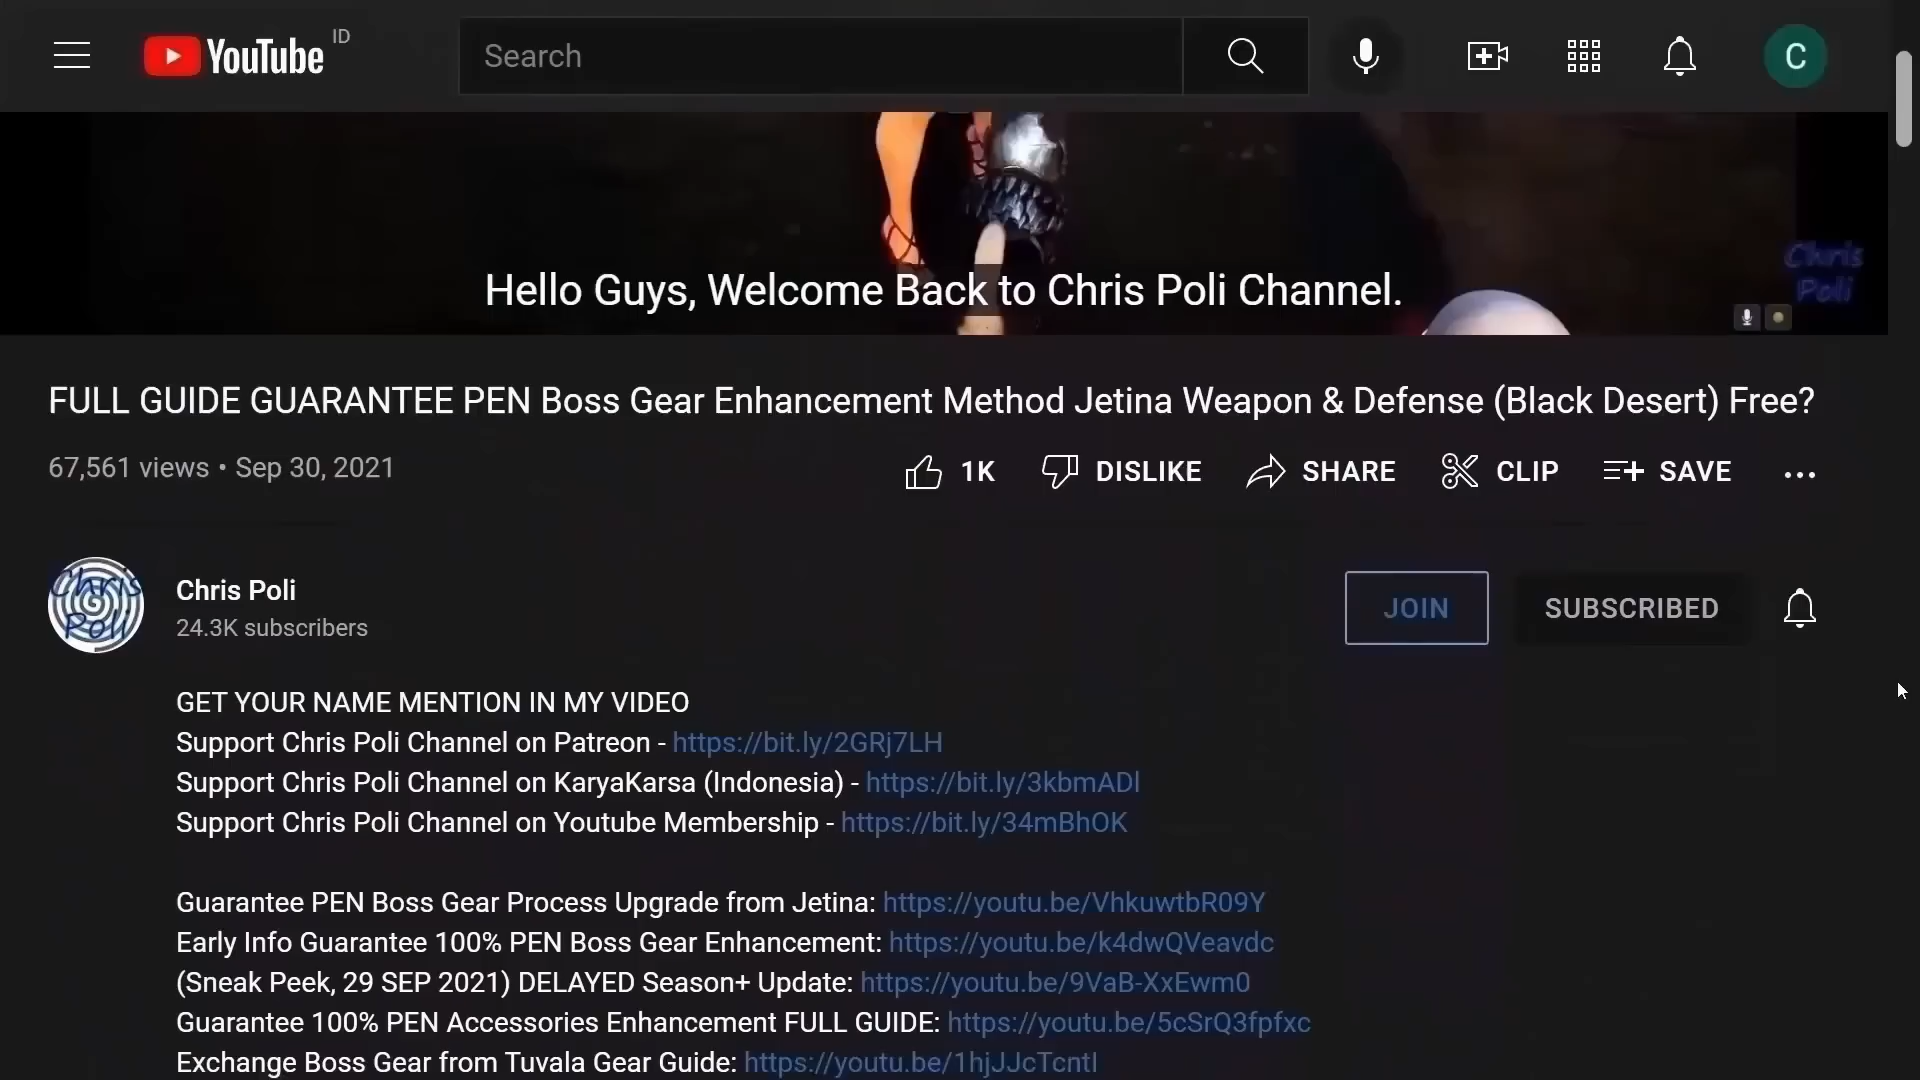 YouTube ID
Search
C
Chris
Poli
Hello Guys, Welcome Back to Chris Poli Channel.
FULL GUIDE GUARANTEE PEN Boss Gear Enhancement Method Jetina Weapon & Defense (Black Desert) Free?
67,561 views • Sep 30, 2021
1K DISLIKE SHARE CLIP SAVE
Chris
Poli
Chris Poli
24.3K subscribers
JOIN SUBSCRIBED
GET YOUR NAME MENTION IN MY VIDEO
Support Chris Poli Channel on Patreon - https://bit.ly/2GRj7LH
Support Chris Poli Channel on KaryaKarsa (Indonesia) - https://bit.ly/3kbmADl
Support Chris Poli Channel on Youtube Membership - https://bit.ly/34mBhOK
Guarantee PEN Boss Gear Process Upgrade from Jetina: https://youtu.be/VhkuwtbR09Y
Early Info Guarantee 100% PEN Boss Gear Enhancement: https://youtu.be/k4dwQVeavdc
(Sneak Peek, 29 SEP 2021) DELAYED Season+ Update: https://youtu.be/9VaB-XxEwm0
Guarantee 100% PEN Accessories Enhancement FULL GUIDE: https://youtu.be/5cSrQ3fpfxc
Exchange Boss Gear from Tuvala Gear Guide: https://youtu.be/1hjJJcTcntI